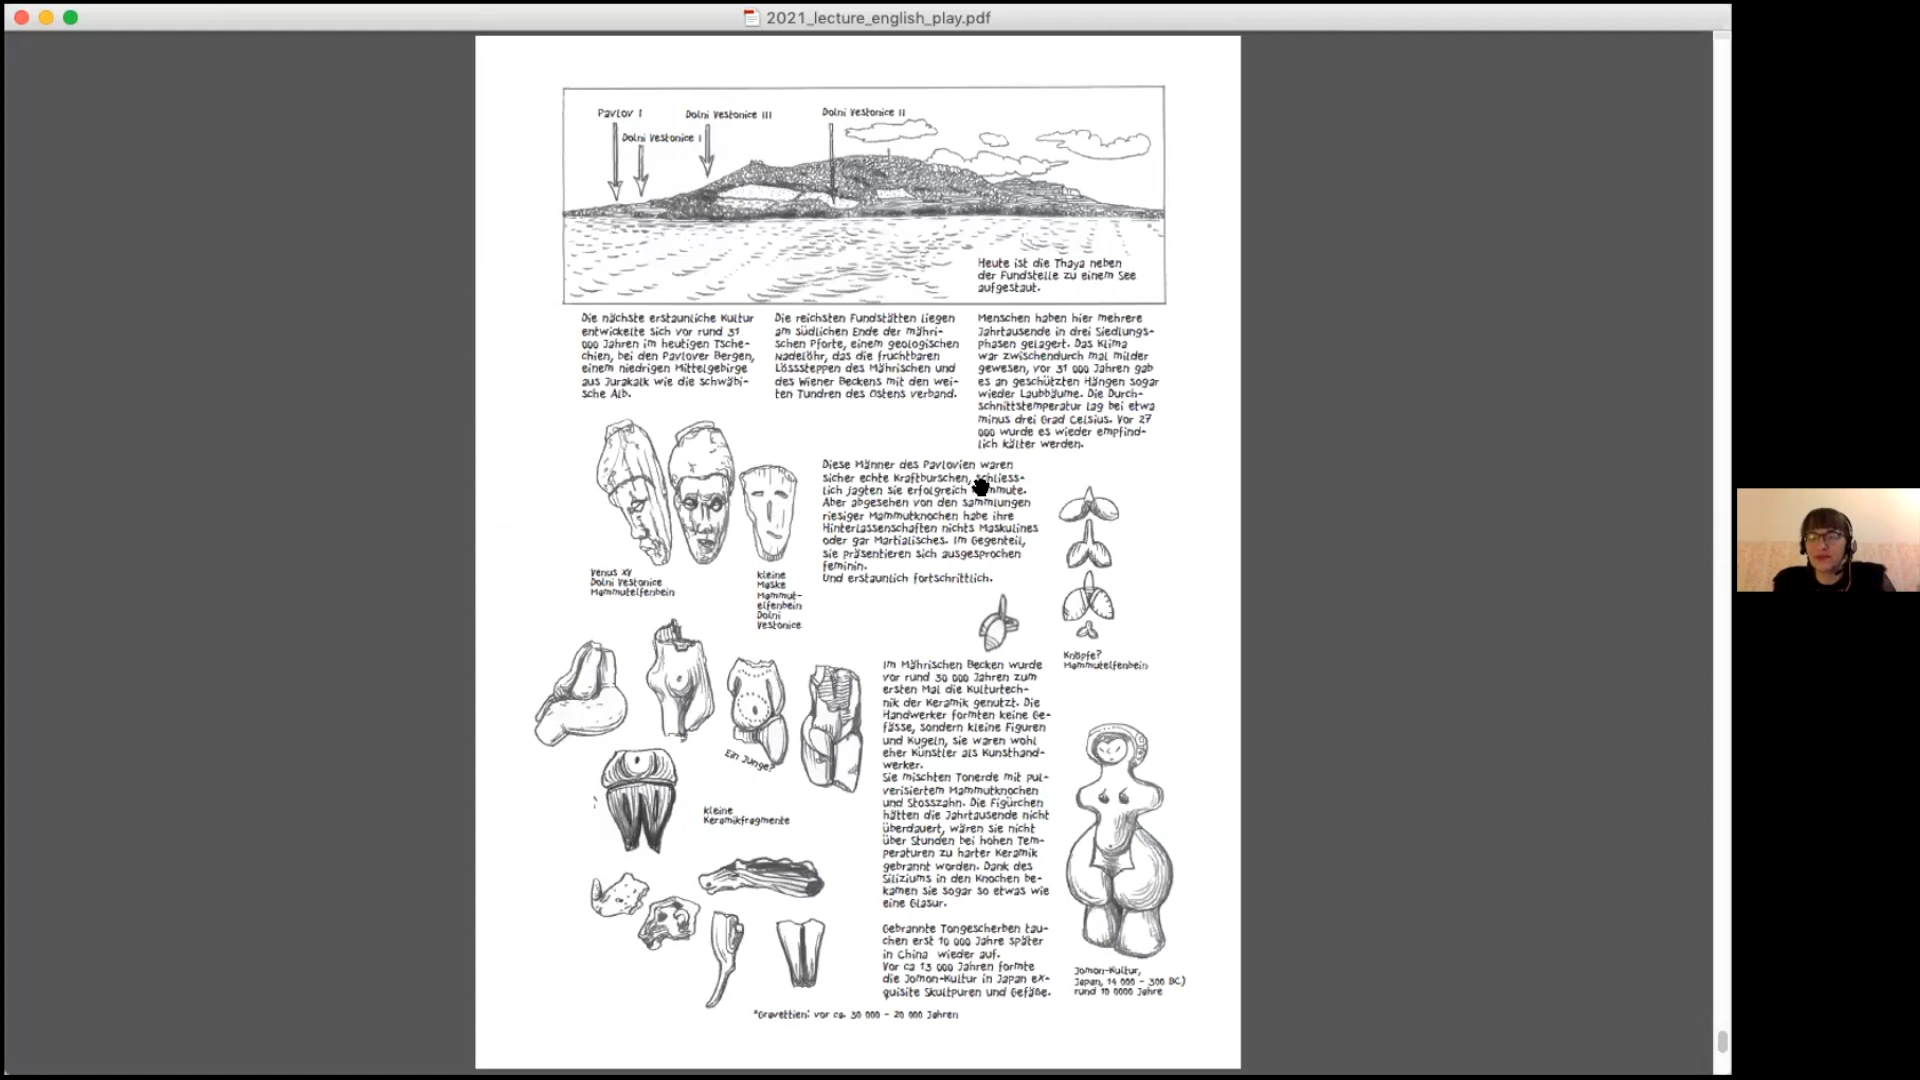 2021_lecture_english_play.pdf
Pavlov I
Dolni Vestonice III
Dolni Vestonice II
Dolni Vestonice I
Heute ist die Thaya neben
der Fundstelle zu einem See
aufgestaut.
Die nächste erstaunliche Kultur
entwickelte sich vor rund 31
000 Jahren im heutigen Tsche-
chien, bei den Pavlover Bergen,
einem niedrigen Mittelgebirge
aus Jurakalk wie die schwäbi-
sche Alb.
Die reichsten Fundstätten liegen
am südlichen Ende der mähri-
schen Pforte, einem geologischen
Nadelöhr, das die fruchtbaren
Lösssteppen des Mährischen und
des Wiener Beckens mit den wei-
ten Tundren des Ostens verband.
Menschen haben hier mehrere
Jahrtausende in drei Siedlungs-
phasen gelagert. Das Klima
war zwischendurch mal milder
gewesen, vor 31 000 Jahren gab
es an geschützten Hängen sogar
wieder Laubbäume. Die Durch-
schnittstemperatur lag bei etwa
minus drei Grad Celsius. Vor 27
000 wurde es wieder empfind-
lich kälter werden.
Diese Männer des Pavlovien waren
sicher echte Kraftburschen, schliess-
lich jagten sie erfolgreich Mammute.
Aber abgesehen von den Sammlungen
riesiger Mammutknochen habe ihre
Hinterlassenschaften nichts Maskulines
oder gar Martialisches. Im Gegenteil,
sie präsentieren sich ausgesprochen
feminin.
Und erstaunlich fortschrittlich.
Venus XV
Dolni Vestonice
Mammutelfenbein
kleine
Maske
Mammut-
elfenbein
Dolni
Vestonice
Knöpfe?
Mammutelfenbein
Im Mährischen Becken wurde
vor rund 30 000 Jahren zum
ersten Mal die Kulturtech-
nik der Keramik genutzt. Die
Handwerker formten keine Ge-
fässe, sondern kleine Figuren
und Kugeln, sie waren wohl
eher Künstler als Kunsthand-
werker.
Sie mischten Tonerde mit pul-
verisiertem Mammutknochen
und Stosszahn. Die Figürchen
hätten die Jahrtausende nicht
überdauert, wären sie nicht
über Stunden bei hohen Tem-
peraturen zu harter Keramik
gebrannt worden. Dank des
Siliziums in den Knochen be-
kamen sie sogar so etwas wie
eine Glasur.
Ein Junge?
kleine
Keramikfragmente
Gebrannte Tongescherben tau-
chen erst 10 000 Jahre später
in China wieder auf.
Vor ca 13 000 Jahren formte
die Jomon-Kultur in Japan ex-
quisite Skultpuren und Gefäße.
Jomon-Kultur,
Japan, 14 000 - 300 BC)
rund 10 0000 Jahre
*Gravettien: vor ca. 30 000 - 20 000 Jahren